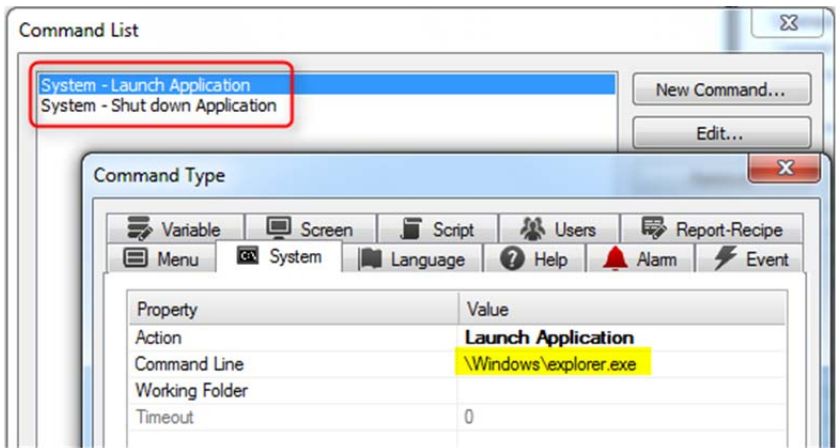 Command List
System - Launch Application
System - Shut down Application
New Command...
Edit...
Command Type
Variable Screen Script Users Report-Recipe
Menu System Language Help Alarm Event
Property Value
Action Launch Application
Command Line \Windows\explorer.exe
Working Folder
Timeout 0